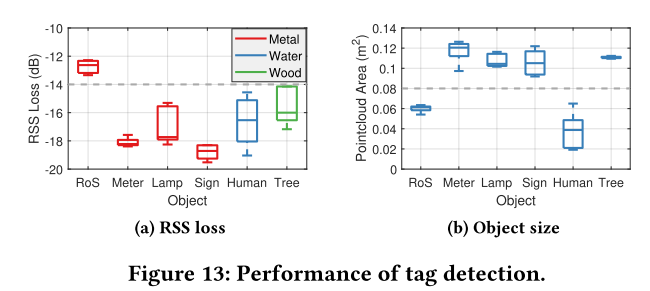 -10
-12
-14
-16
-18
-20
RSS Loss (dB)
Metal
Water
Wood
RoS Meter Lamp Sign Human Tree
Object
(a) RSS loss
0.14
0.12
0.1
0.08
0.06
0.04
0.02
0
Pointcloud Area (m²)
RoS Meter Lamp Sign Human Tree
Object
(b) Object size
Figure 13: Performance of tag detection.